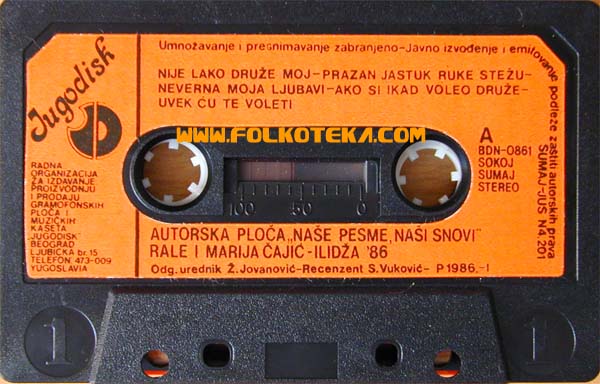 Jugodisk
Umnožavanje i presnimavanje zabranjeno-Javno izvođenje i emitovanje podleže zaštiti autorskih prava
NIJE LAKO DRUŽE MOJ-PRAZAN JASTUK RUKE STEŽU-
NEVERNA MOJA LJUBAVI-AKO SI IKAD VOLEO DRUŽE-
UVEK ĆU TE VOLETI
WWW.FOLKOTEKA.COM
A
BDN-0861
SOKOJ
SUMAJ
STEREO
SUMAJ-JUS N4.201
RADNA
ORGANIZACIJA
ZA IZDAVANJE
PROIZVODNJU
I PRODAJU
GRAMOFONSKIH
PLOČA I
MUZIČKIH
KASETA
„JUGODISK"
BEOGRAD
LJUBIČKA br. 15
TELEFON 473-009
YUGOSLAVIA
100 50 0
AUTORSKA PLOČA„NAŠE PESME, NAŠI SNOVI"
RALE I MARIJA ČAJIĆ-ILIDŽA '86
Odg. urednik Ž. Jovanović-Recenzent S. Vuković- P 1986.-I
1 1